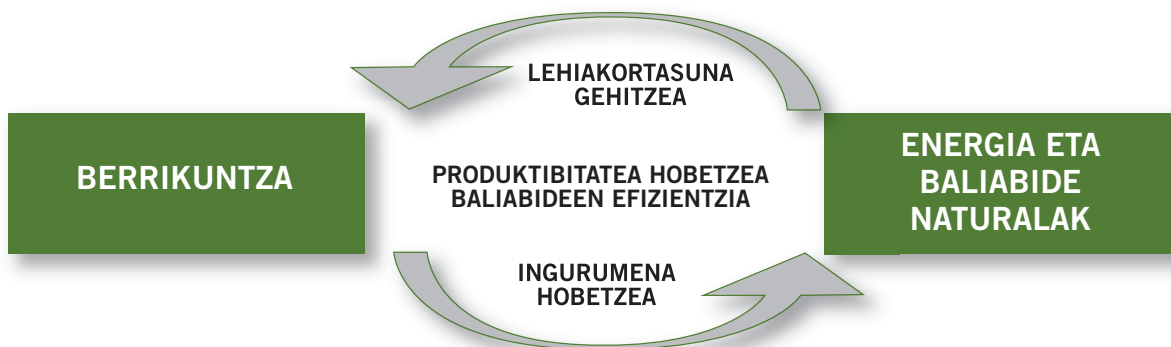 LEHIAKORTASUNA
GEHITZEA
BERRIKUNTZA
PRODUKTIBITATEA HOBETZEA
BALIABIDEEN EFIZIENTZIA
ENERGIA ETA
BALIABIDE
NATURALAK
INGURUMENA
HOBETZEA